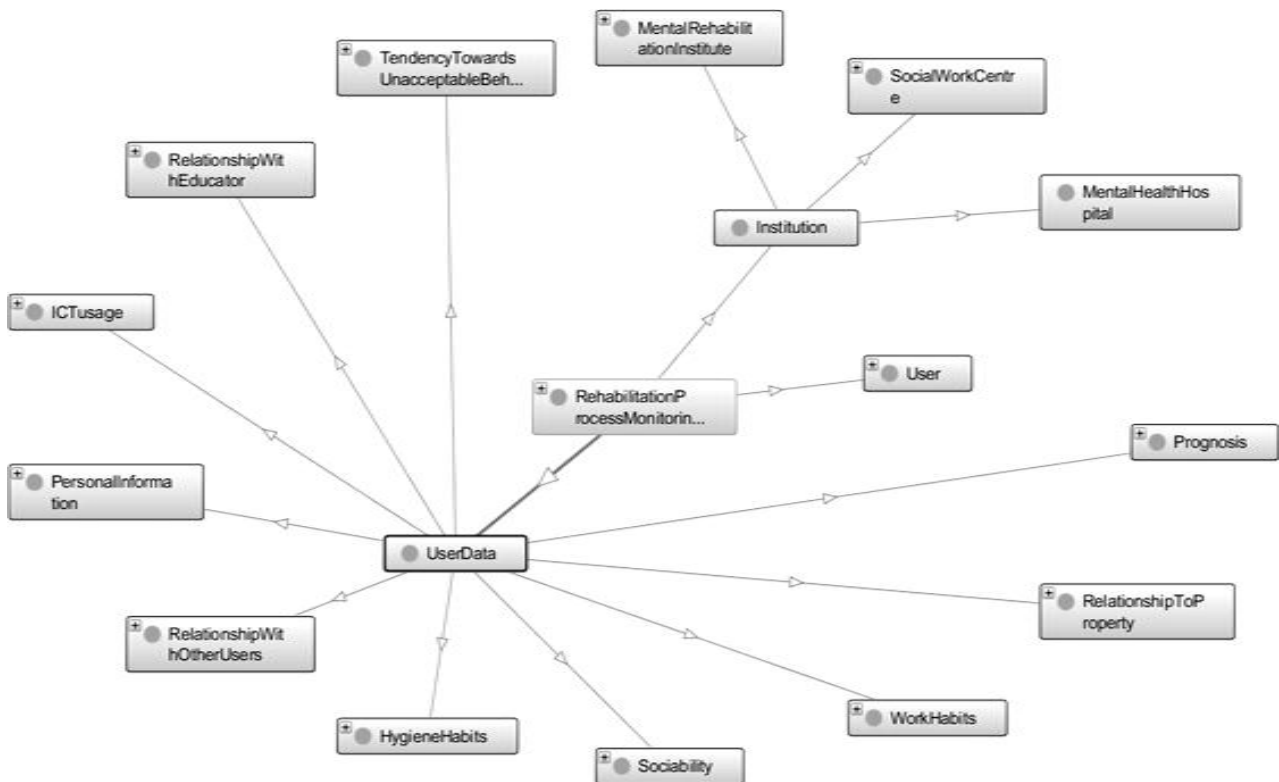 MentalRehabilit
ationInstitute
TendencyTowards
UnacceptableBeh...
SocialWorkCentr
e
RelationshipWit
hEducator
MentalHealthHos
pital
Institution
ICTusage
User
RehabilitationP
rocessMonitorin...
Prognosis
PersonalInforma
tion
UserData
RelationshipToP
roperty
RelationshipWit
hOtherUsers
WorkHabits
HygieneHabits
Sociability